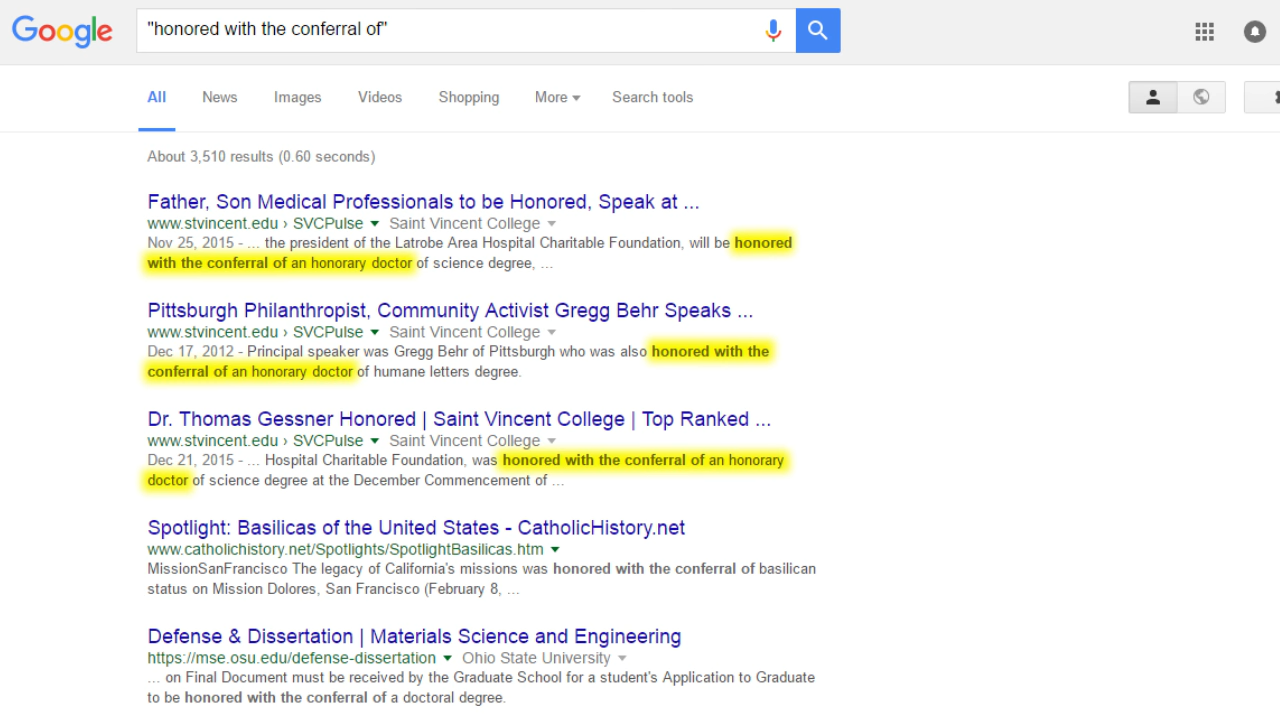 Google
"honored with the conferral of"
All News Images Videos Shopping More Search tools
About 3,510 results (0.60 seconds)
Father, Son Medical Professionals to be Honored, Speak at ...
www.stvincent.edu › SVCPulse Saint Vincent College
Nov 25, 2015 - ... the president of the Latrobe Area Hospital Charitable Foundation, will be honored
with the conferral of an honorary doctor of science degree, ...
Pittsburgh Philanthropist, Community Activist Gregg Behr Speaks ...
www.stvincent.edu › SVCPulse Saint Vincent College
Dec 17, 2012 - Principal speaker was Gregg Behr of Pittsburgh who was also honored with the
conferral of an honorary doctor of humane letters degree.
Dr. Thomas Gessner Honored | Saint Vincent College | Top Ranked ...
www.stvincent.edu › SVCPulse Saint Vincent College
Dec 21, 2015 - ... Hospital Charitable Foundation, was honored with the conferral of an honorary
doctor of science degree at the December Commencement of ...
Spotlight: Basilicas of the United States - CatholicHistory.net
www.catholichistory.net/Spotlights/SpotlightBasilicas.htm
MissionSanFrancisco The legacy of California's missions was honored with the conferral of basilican
status on Mission Dolores, San Francisco (February 8, ...
Defense & Dissertation | Materials Science and Engineering
https://mse.osu.edu/defense-dissertation Ohio State University
... on Final Document must be received by the Graduate School for a student's Application to Graduate
to be honored with the conferral of a doctoral degree.